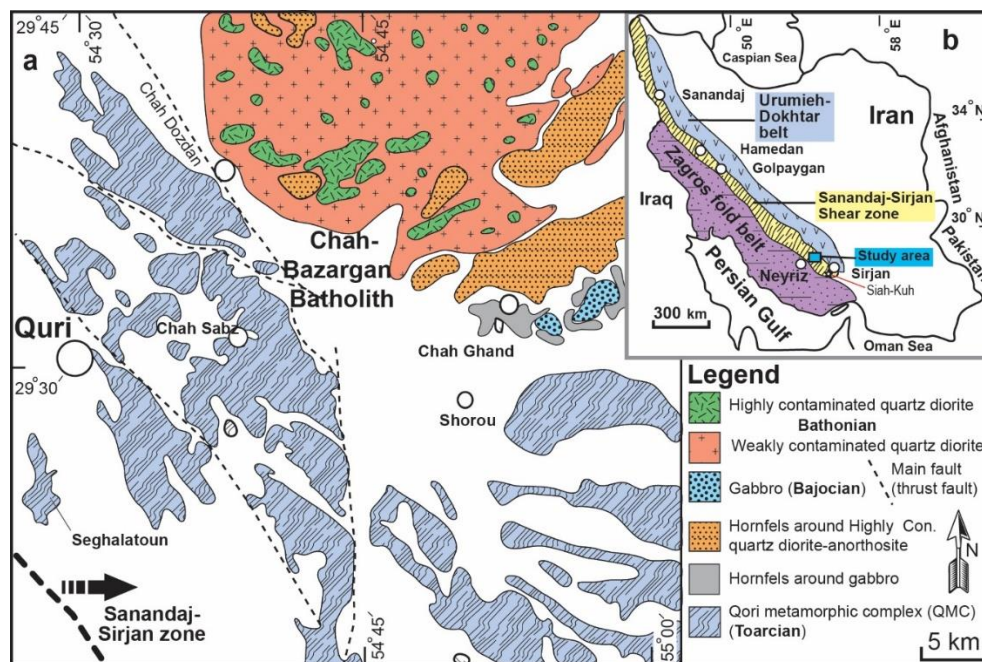 29°45
54°30
54°45
a
Chah Dozdan
Chah-
Bazargan
Batholith
Quri
Chah Sabz
29°30
Chah Ghand
Shorou
Seghalatoun
Sanandaj-
Sirjan zone
54°45
55°00
50°E
58°E
b
Caspian Sea
Sanandaj
Urumieh-
Dokhtar
belt
Iran
34°N
Hamedan
Golpaygan
Afghanistan
Zagros fold belt
Iraq
Sanandaj-Sirjan
Shear zone
30°N
Pakistan
Study area
Neyriz
Sirjan
Siah-Kuh
Persian Gulf
300 km
Oman Sea
Legend
Highly contaminated quartz diorite
Bathonian
Weakly contaminated quartz diorite
Gabbro (Bajocian)
Main fault
(thrust fault)
Hornfels around Highly Con.
quartz diorite-anorthosite
N
Hornfels around gabbro
Qori metamorphic complex (QMC)
(Toarcian)
5 km